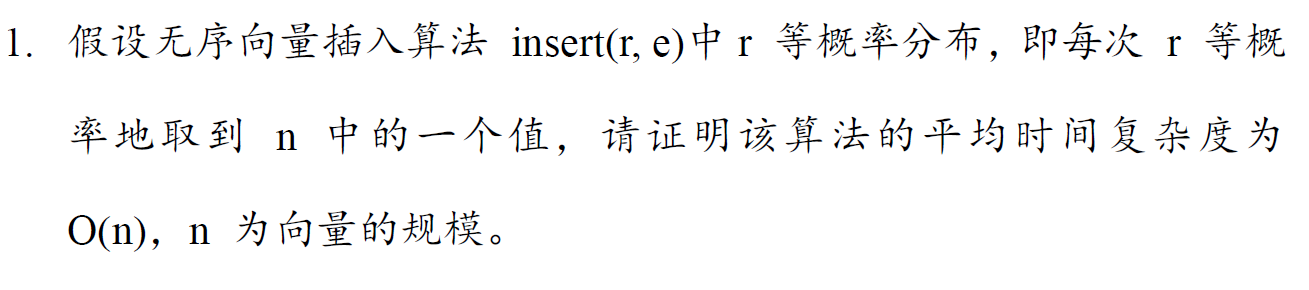 1. 假设无序向量插入算法 insert(r, e)中 r 等概率分布，即每次 r 等概
率地取到 n 中的一个值，请证明该算法的平均时间复杂度为
O(n)，n 为向量的规模。